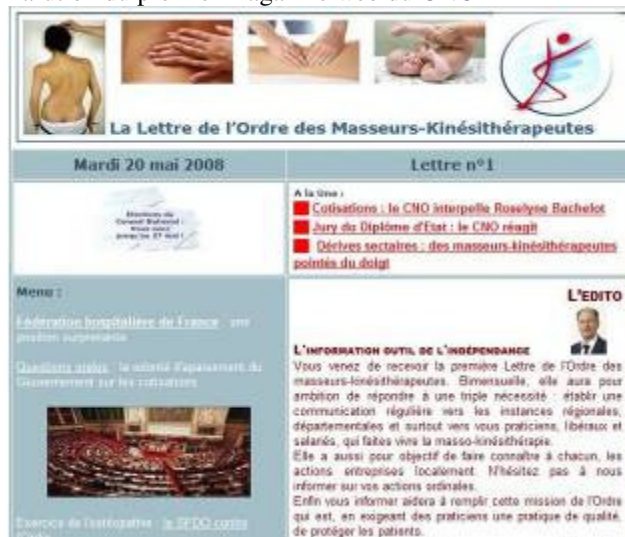 La Lettre de l'Ordre des Masseurs-Kinésithérapeutes
Mardi 20 mai 2008
Lettre n°1
Elections du
Conseil National :
A la Une :
Cotisations : le CNO interpelle Roselyne Bachelot
Jury du Diplôme d'Etat : le CNO réagit
Dérives sectaires : des masseurs-kinésithérapeutes
pointés du doigt
Menu :
Fédération hospitalière de France : une
position surprenante
Questions orales : la volonté d'apaisement du
Gouvernement sur les cotisations
Exercice de l'ostéopathie : le SFDO contre
L'EDITO
L'INFORMATION OUTIL DE L'INDÉPENDANCE
Vous venez de recevoir la première Lettre de l'Ordre des
masseurs-kinésithérapeutes. Bimensuelle, elle aura pour
ambition de répondre à une triple nécessité : établir une
communication régulière vers les instances régionales,
départementales et surtout vers vous praticiens, libéraux et
salariés, qui faites vivre la masso-kinésithérapie.
Elle a aussi pour objectif de faire connaître à chacun, les
actions entreprises localement. N'hésitez pas à nous
informer sur vos actions ordinales.
Enfin vous informer aidera à remplir cette mission de l'Ordre
qui est, en exigeant des praticiens une pratique de qualité,
de protéger les patients.